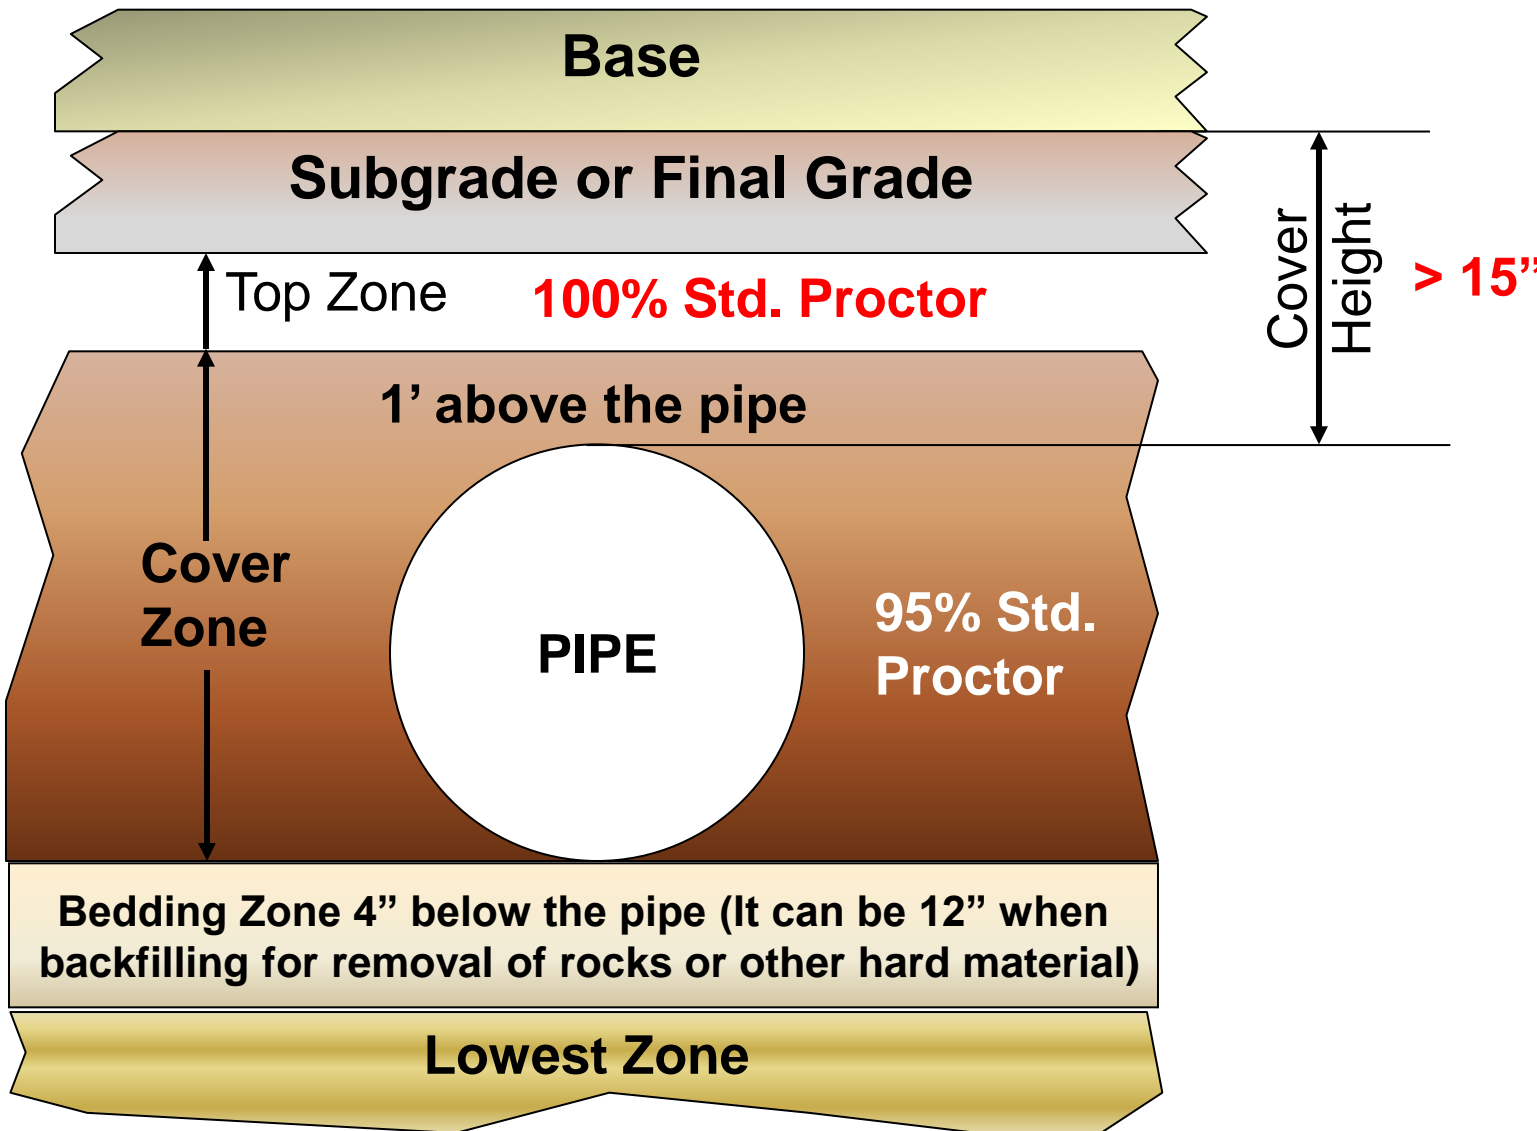 Base
Subgrade or Final Grade
Top Zone
100% Std. Proctor
Cover
Height
> 15”
1’ above the pipe
Cover
Zone
PIPE
95% Std.
Proctor
Bedding Zone 4” below the pipe (It can be 12” when
backfilling for removal of rocks or other hard material)
Lowest Zone